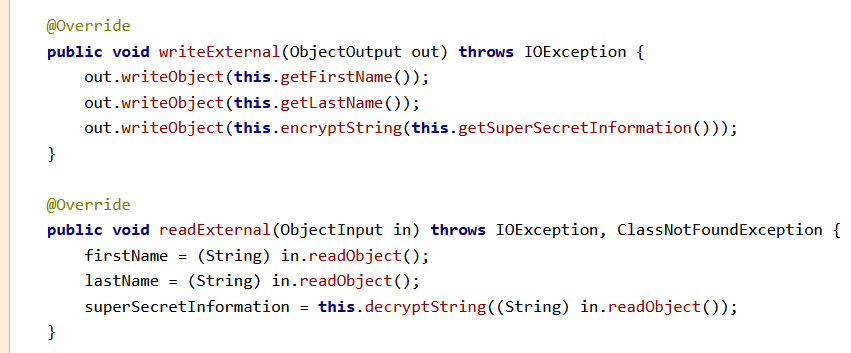 @Override
public void writeExternal(ObjectOutput out) throws IOException {
    out.writeObject(this.getFirstName());
    out.writeObject(this.getLastName());
    out.writeObject(this.encryptString(this.getSuperSecretInformation()));
}
@Override
public void readExternal(ObjectInput in) throws IOException, ClassNotFoundException {
    firstName = (String) in.readObject();
    lastName = (String) in.readObject();
    superSecretInformation = this.decryptString((String) in.readObject());
}